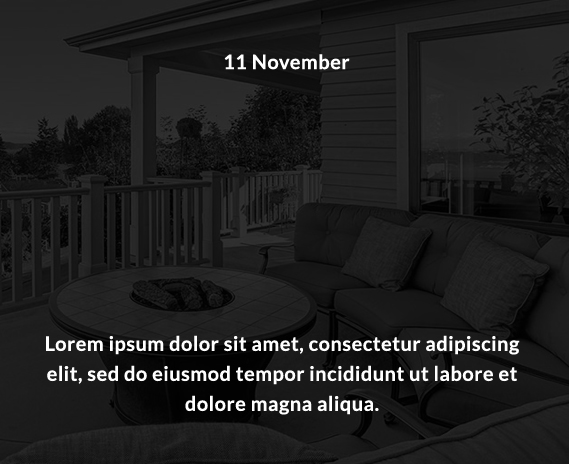 11 November
Lorem ipsum dolor sit amet, consectetur adipiscing
elit, sed do eiusmod tempor incididunt ut labore et
dolore magna aliqua.